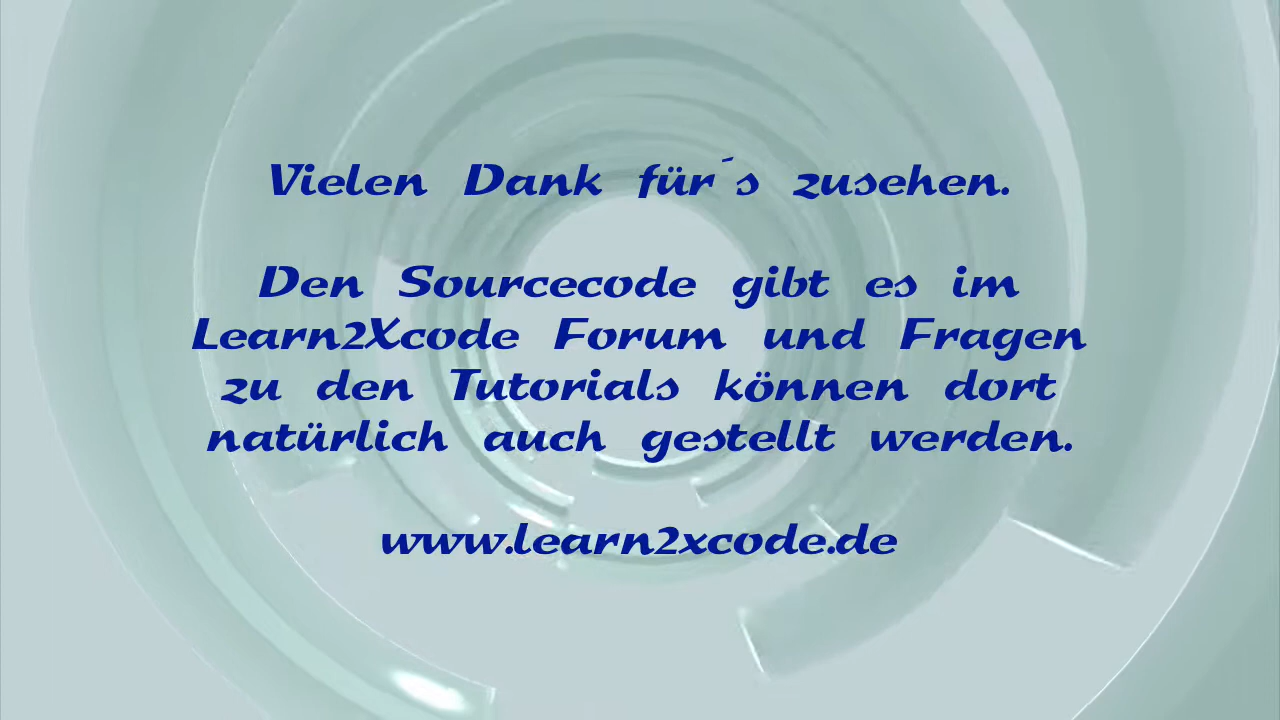 Vielen Dank für´s zusehen.
Den Sourcecode gibt es im
Learn2Xcode Forum und Fragen
zu den Tutorials können dort
natürlich auch gestellt werden.
www.learn2xcode.de